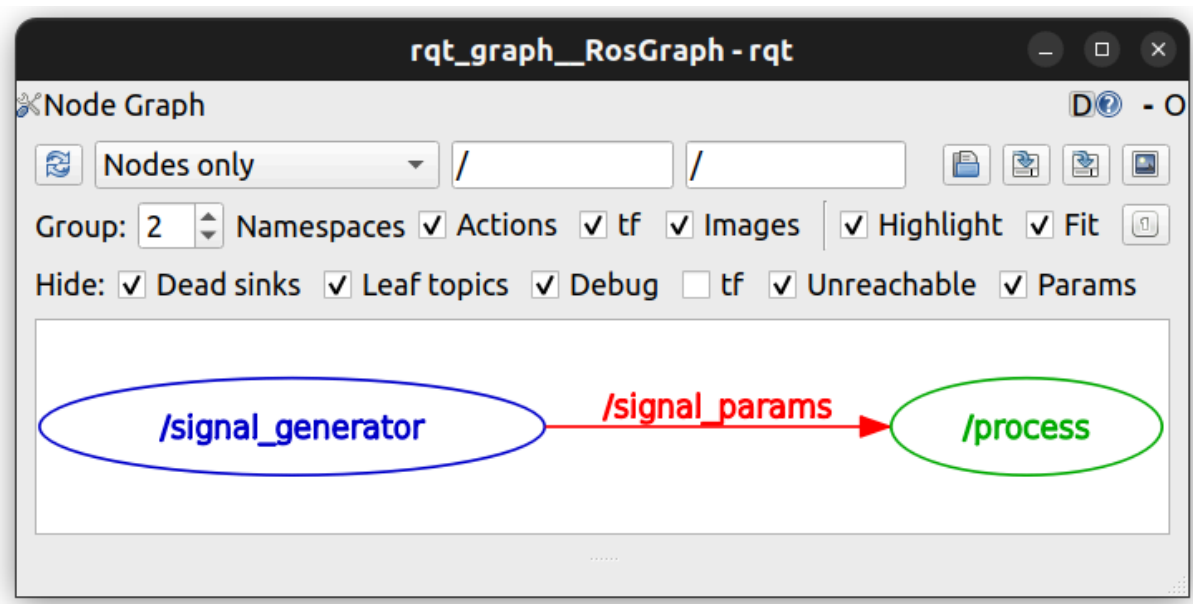 rqt_graph__RosGraph - rqt
Node Graph D - O
Nodes only / /
Group: 2 Namespaces Actions tf Images Highlight Fit 1
Hide: Dead sinks Leaf topics Debug tf Unreachable Params
/signal_generator /signal_params /process